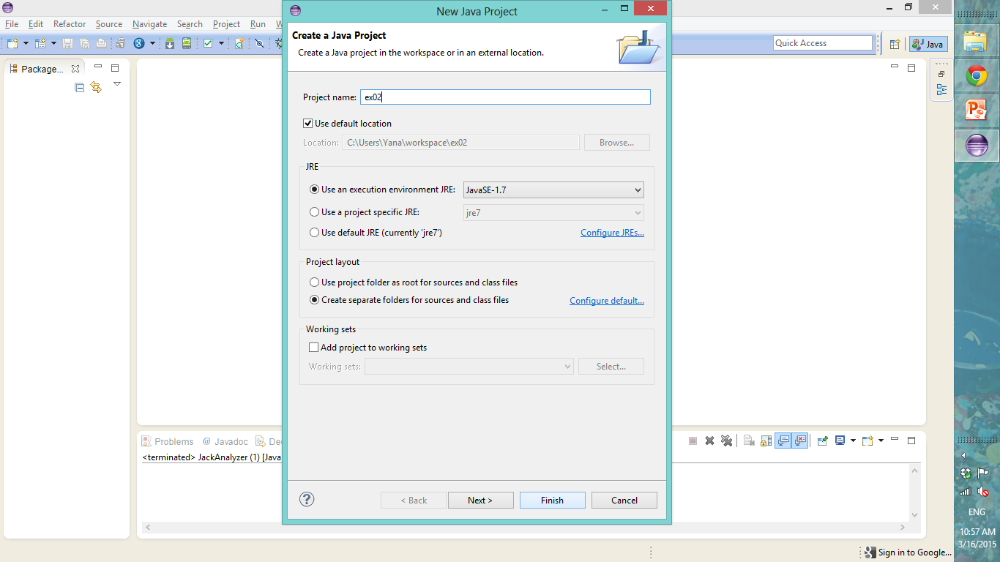 New Java Project
File Edit Refactor Source Navigate Search Project Run
Quick Access
Java
Package...
Create a Java Project
Create a Java project in the workspace or in an external location.
Project name: ex02
Use default location
Location: C:\Users\Yana\workspace\ex02 Browse...
JRE
Use an execution environment JRE: JavaSE-1.7
Use a project specific JRE: jre7
Use default JRE (currently 'jre7') Configure JREs...
Project layout
Use project folder as root for sources and class files
Create separate folders for sources and class files Configure default...
Working sets
Add project to working sets
Working sets: Select...
< Back Next > Finish Cancel
Problems @ Javadoc
<terminated> JackAnalyzer (1) [Java
ENG
10:57 AM
3/16/2015
Sign in to Google...